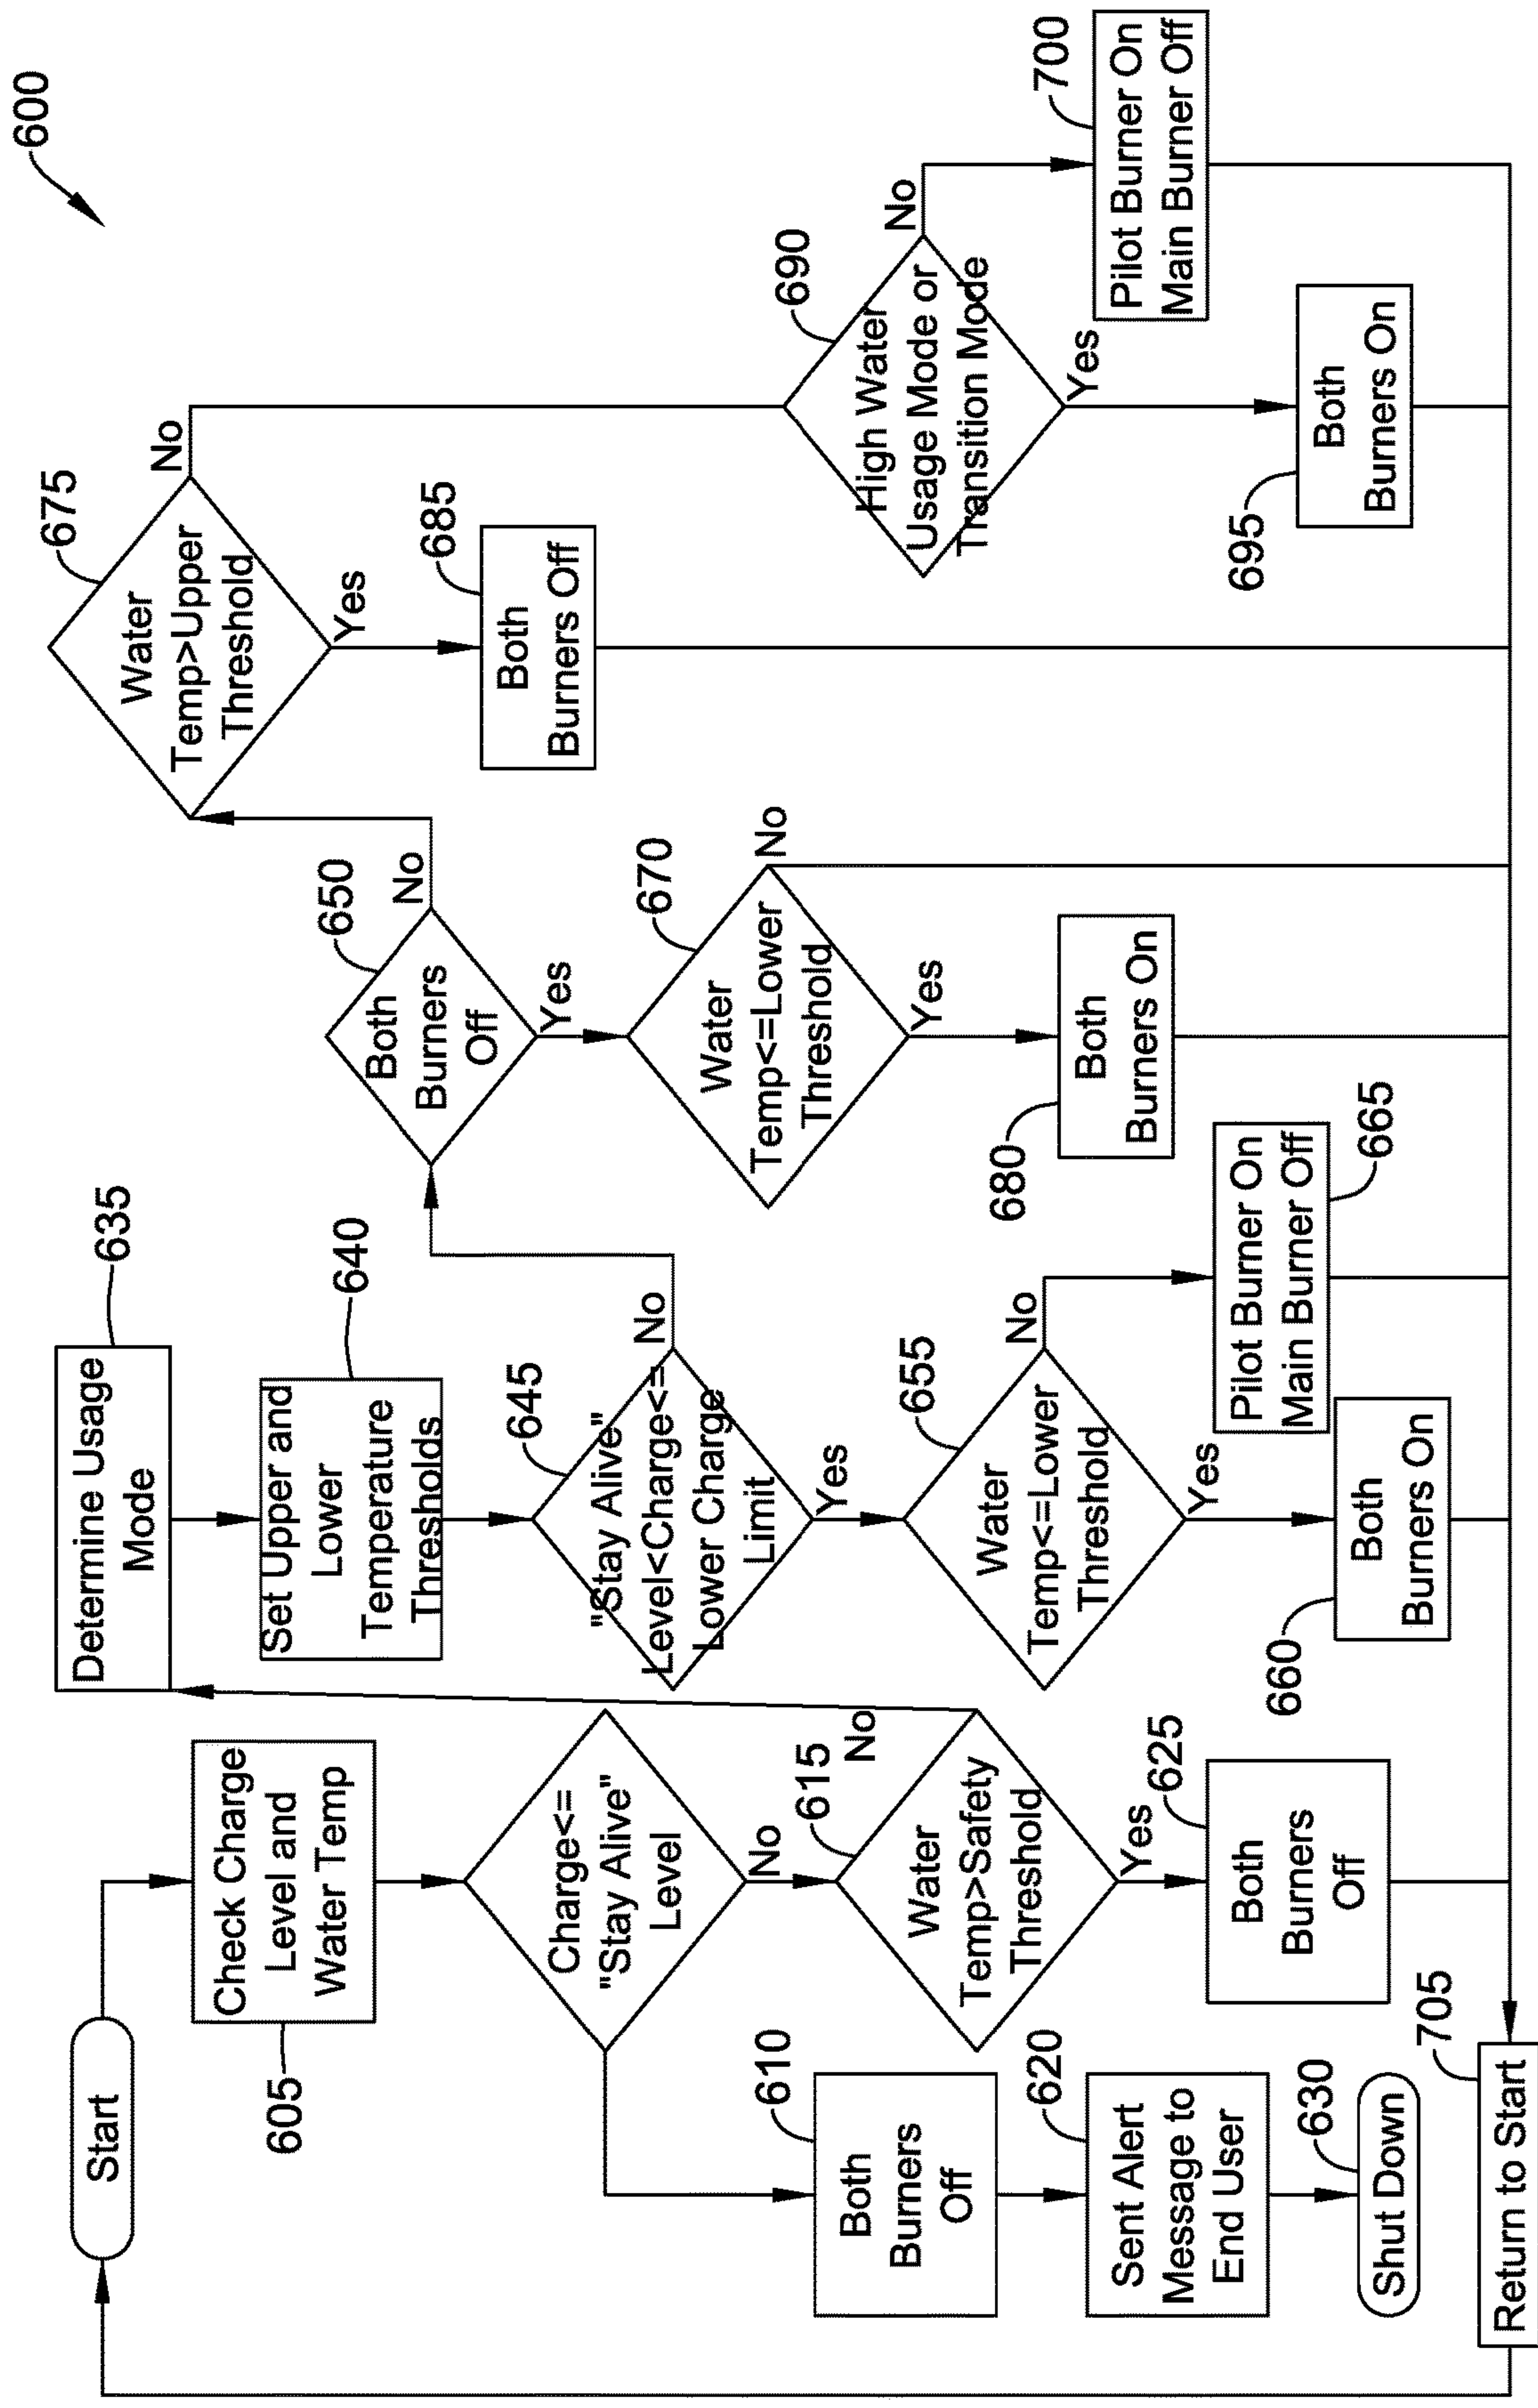 600
Start
605
Check Charge
Level and
Water Temp
Charge<=
"Stay Alive"
Level
No
610
Both
Burners
Off
620
Sent Alert
Message to
End User
630
Shut Down
615
Water
Temp>Safety
Threshold
No
Yes
625
Both
Burners
Off
635
Determine Usage
Mode
640
Set Upper and
Lower
Temperature
Thresholds
645
"Stay Alive"
Level<Charge<=
Lower Charge
Limit
No
Yes
655
Water
Temp<=Lower
Threshold
No
Yes
660
Both
Burners On
665
Pilot Burner On
Main Burner Off
650
Both
Burners
Off
No
Yes
670
Water
Temp<=Lower
Threshold
No
Yes
680
Both
Burners On
675
Water
Temp>Upper
Threshold
No
Yes
685
Both
Burners Off
690
High Water
Usage Mode or
Transition Mode
No
Yes
695
Both
Burners On
700
Pilot Burner On
Main Burner Off
705
Return to Start